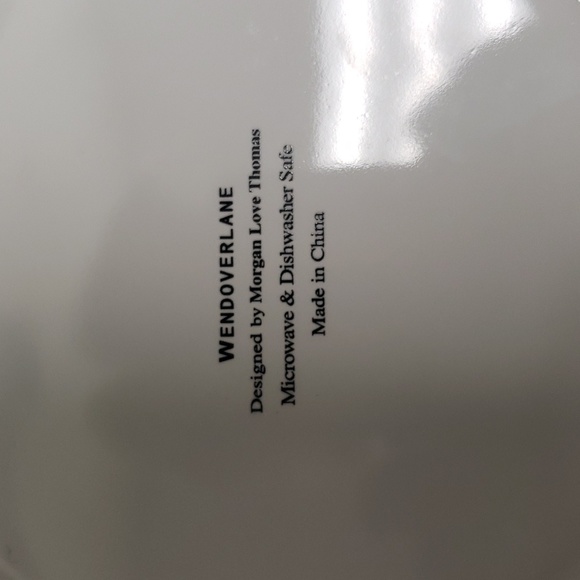 WENDOVERLANE
Designed by Morgan Love Thomas
Microwave & Dishwasher Safe
Made in China